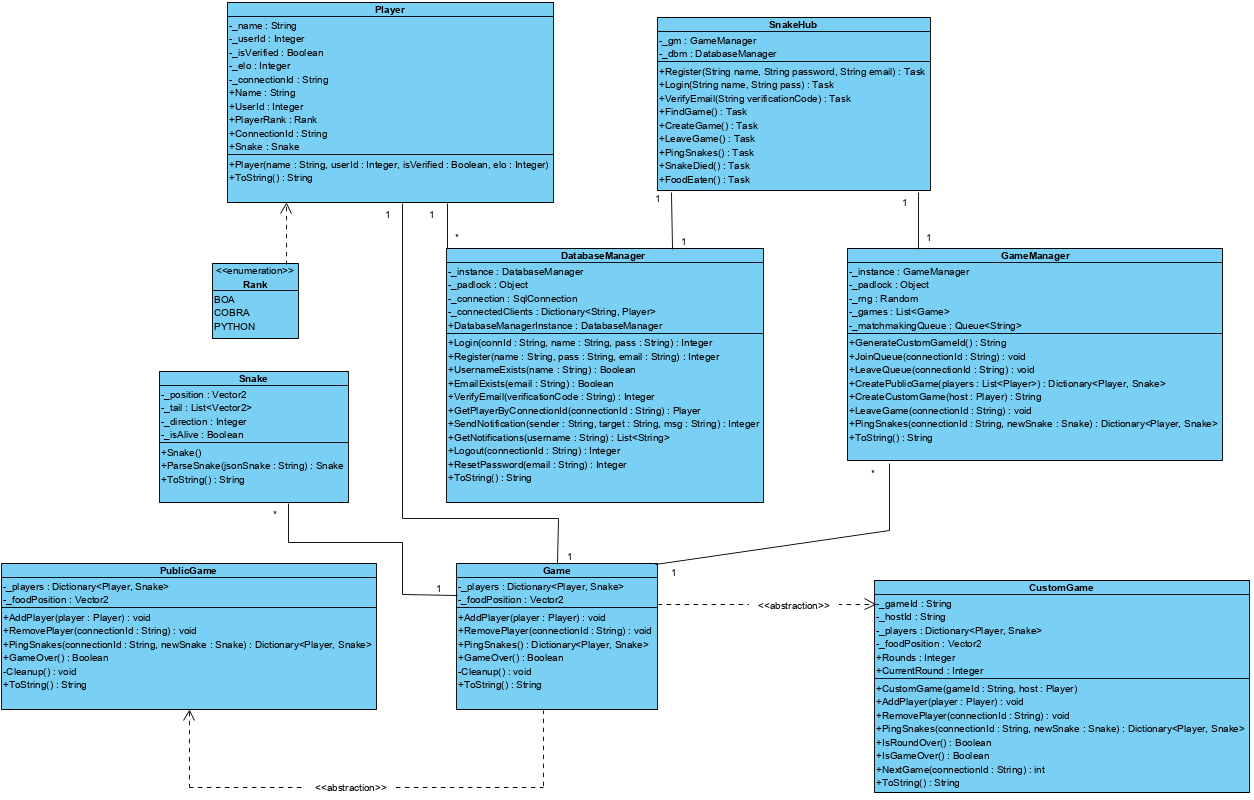 Player
-_name : String
-_userId : Integer
-_isVerified : Boolean
-_elo : Integer
-_connectionId : String
+Name : String
+UserId : Integer
+PlayerRank : Rank
+ConnectionId : String
+Snake : Snake
+Player(name : String, userId : Integer, isVerified : Boolean, elo : Integer)
+ToString() : String
SnakeHub
-_gm : GameManager
-_dbm : DatabaseManager
+Register(String name, String password, String email) : Task
+Login(String name, String pass) : Task
+VerifyEmail(String verificationCode) : Task
+FindGame() : Task
+CreateGame() : Task
+LeaveGame() : Task
+PingSnakes() : Task
+SnakeDied() : Task
+FoodEaten() : Task
1
1
1
1
*
1
1
<<enumeration>>
Rank
BOA
COBRA
PYTHON
DatabaseManager
-_instance : DatabaseManager
-_padlock : Object
-_connection : SqlConnection
-_connectedClients : Dictionary<String, Player>
+DatabaseManagerInstance : DatabaseManager
+Login(connId : String, name : String, pass : String) : Integer
+Register(name : String, pass : String, email : String) : Integer
+UsernameExists(name : String) : Boolean
+EmailExists(email : String) : Boolean
+VerifyEmail(verificationCode : String) : Integer
+GetPlayerByConnectionId(connectionId : String) : Player
+SendNotification(sender : String, target : String, msg : String) : Integer
+GetNotifications(username : String) : List<String>
+Logout(connectionId : String) : Integer
+ResetPassword(email : String) : Integer
+ToString() : String
GameManager
-_instance : GameManager
-_padlock : Object
-_rng : Random
-_games : List<Game>
-_matchmakingQueue : Queue<String>
+GenerateCustomGameId() : String
+JoinQueue(connectionId : String) : void
+LeaveQueue(connectionId : String) : void
+CreatePublicGame(players : List<Player>) : Dictionary<Player, Snake>
+CreateCustomGame(host : Player) : String
+LeaveGame(connectionId : String) : void
+PingSnakes(connectionId : String, newSnake : Snake) : Dictionary<Player, Snake>
+ToString() : String
Snake
-_position : Vector2
-_tail : List<Vector2>
-_direction : Integer
-_isAlive : Boolean
+Snake()
+ParseSnake(jsonSnake : String) : Snake
+ToString() : String
*
*
1
1
1
PublicGame
-_players : Dictionary<Player, Snake>
-_foodPosition : Vector2
+AddPlayer(player : Player) : void
+RemovePlayer(connectionId : String) : void
+PingSnakes(connectionId : String, newSnake : Snake) : Dictionary<Player, Snake>
+GameOver() : Boolean
-Cleanup() : void
+ToString() : String
Game
-_players : Dictionary<Player, Snake>
-_foodPosition : Vector2
+AddPlayer(player : Player) : void
+RemovePlayer(connectionId : String) : void
+PingSnakes() : Dictionary<Player, Snake>
+GameOver() : Boolean
-Cleanup() : void
+ToString() : String
<<abstraction>>
CustomGame
-_gameId : String
-_hostId : String
-_players : Dictionary<Player, Snake>
-_foodPosition : Vector2
+Rounds : Integer
+CurrentRound : Integer
+CustomGame(gameId : String, host : Player)
+AddPlayer(player : Player) : void
+RemovePlayer(connectionId : String) : void
+PingSnakes(connectionId : String, newSnake : Snake) : Dictionary<Player, Snake>
+IsRoundOver() : Boolean
+IsGameOver() : Boolean
+NextGame(connectionId : String) : int
+ToString() : String
<<abstraction>>